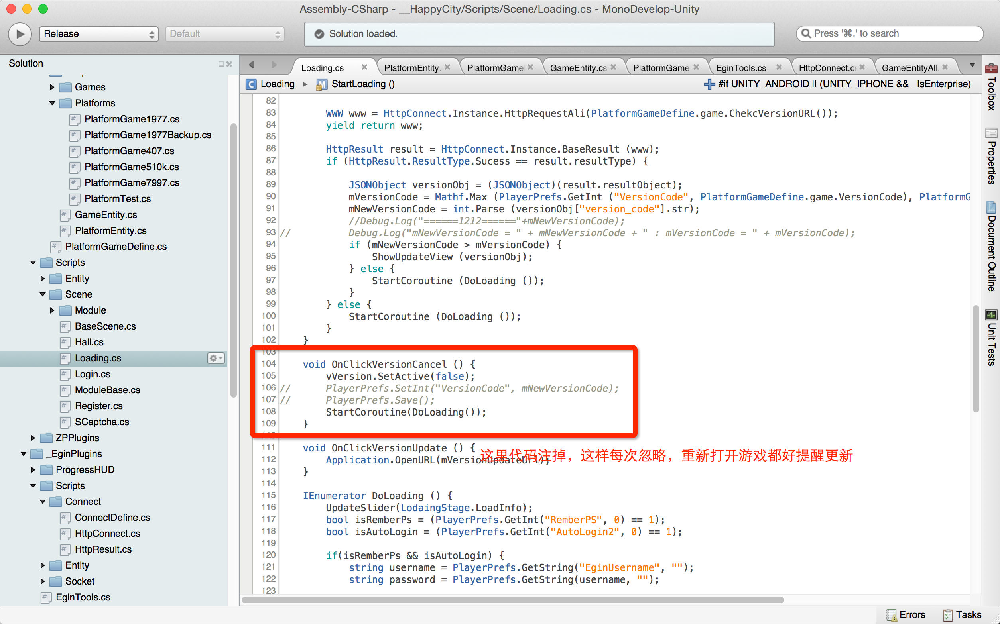 Assembly-CSharp - __HappyCity/Scripts/Scene/Loading.cs - MonoDevelop-Unity
Release
Default
Solution loaded.
Press '⌘.' to search
Solution
Games
Platforms
PlatformGame1977.cs
PlatformGame1977Backup.cs
PlatformGame407.cs
PlatformGame510k.cs
PlatformGame7997.cs
PlatformTest.cs
GameEntity.cs
PlatformEntity.cs
PlatformGameDefine.cs
Scripts
Entity
Scene
Module
BaseScene.cs
Hall.cs
Loading.cs
Login.cs
ModuleBase.cs
Register.cs
SCaptcha.cs
ZPPlugins
_EginPlugins
ProgressHUD
Scripts
Connect
ConnectDefine.cs
HttpConnect.cs
HttpResult.cs
Entity
Socket
EginTools.cs
Loading.cs PlatformEntity. PlatformGame GameEntity.cs PlatformGame EginTools.cs HttpConnect.cs GameEntityAll.
Loading ▸ StartLoading ()
#if UNITY_ANDROID || (UNITY_IPHONE && _IsEnterprise)
82
83 WWW www = HttpConnect.Instance.HttpRequestAli(PlatformGameDefine.game.ChekcVersionURL());
84 yield return www;
85
86 HttpResult result = HttpConnect.Instance.BaseResult (www);
87 if (HttpResult.ResultType.Sucess == result.resultType) {
88
89 JSONObject versionObj = (JSONObject)(result.resultObject);
90 mVersionCode = Mathf.Max (PlayerPrefs.GetInt ("VersionCode", PlatformGameDefine.game.VersionCode), PlatformG
91 mNewVersionCode = int.Parse (versionObj["version_code"].str);
92 //Debug.Log("======1212======"+mNewVersionCode);
93 // Debug.Log("mNewVersionCode = " + mNewVersionCode + " : mVersionCode = " + mVersionCode);
94 if (mNewVersionCode > mVersionCode) {
95 ShowUpdateView (versionObj);
96 } else {
97 StartCoroutine (DoLoading ());
98 }
99 } else {
100 StartCoroutine (DoLoading ());
101 }
102 }
103
104 void OnClickVersionCancel () {
105 vVersion.SetActive(false);
106 // PlayerPrefs.SetInt("VersionCode", mNewVersionCode);
107 // PlayerPrefs.Save();
108 StartCoroutine(DoLoading());
109 }
111 void OnClickVersionUpdate () {
这里代码注掉，这样每次忽略，重新打开游戏都好提醒更新
112 Application.OpenURL(mVersionUpdateUrl);
113 }
114
115 IEnumerator DoLoading () {
116 UpdateSlider(LodaingStage.LoadInfo);
117 bool isRemberPs = (PlayerPrefs.GetInt("RemberPS", 0) == 1);
118 bool isAutoLogin = (PlayerPrefs.GetInt("AutoLogin2", 0) == 1);
119
120 if(isRemberPs && isAutoLogin) {
121 string username = PlayerPrefs.GetString("EginUsername", "");
122 string password = PlayerPrefs.GetString(username, "");
123
Toolbox
Properties
Document Outline
Unit Tests
Errors
Tasks